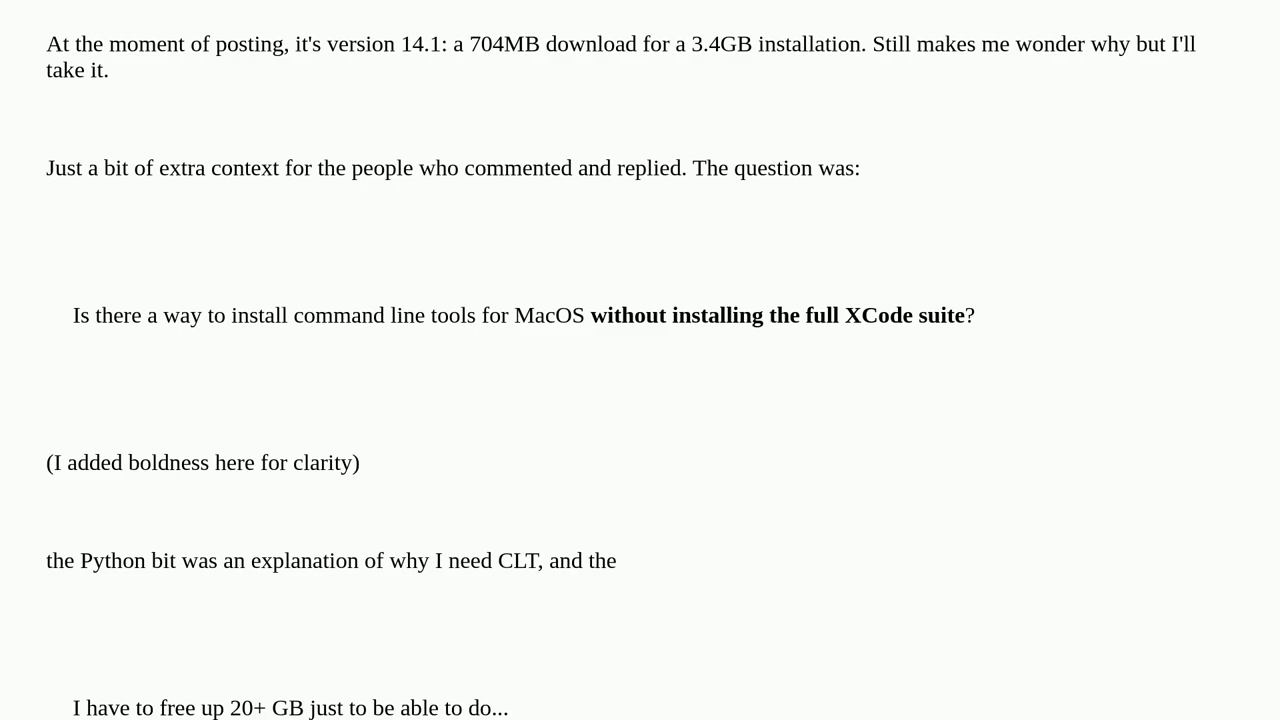 At the moment of posting, it's version 14.1: a 704MB download for a 3.4GB installation. Still makes me wonder why but I'll
take it.
Just a bit of extra context for the people who commented and replied. The question was:
Is there a way to install command line tools for MacOS without installing the full XCode suite?
(I added boldness here for clarity)
the Python bit was an explanation of why I need CLT, and the
I have to free up 20+ GB just to be able to do...